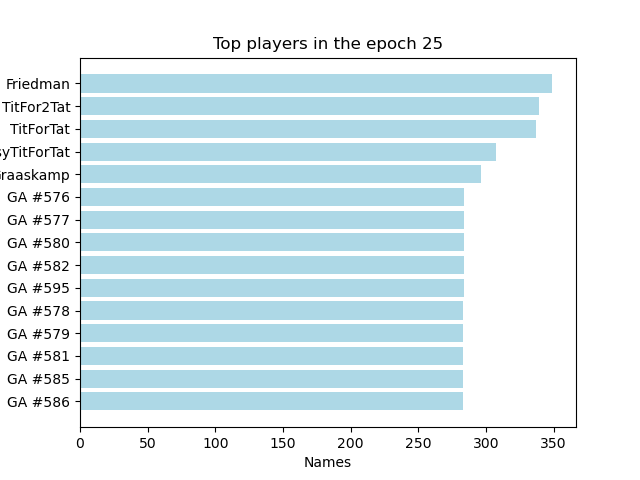 Top players in the epoch 25
Friedman
TitFor2Tat
TitForTat
syTitForTat
raaskamp
GA #576
GA #577
GA #580
GA #582
GA #595
GA #578
GA #579
GA #581
GA #585
GA #586
0 50 100 150 200 250 300 350
Names